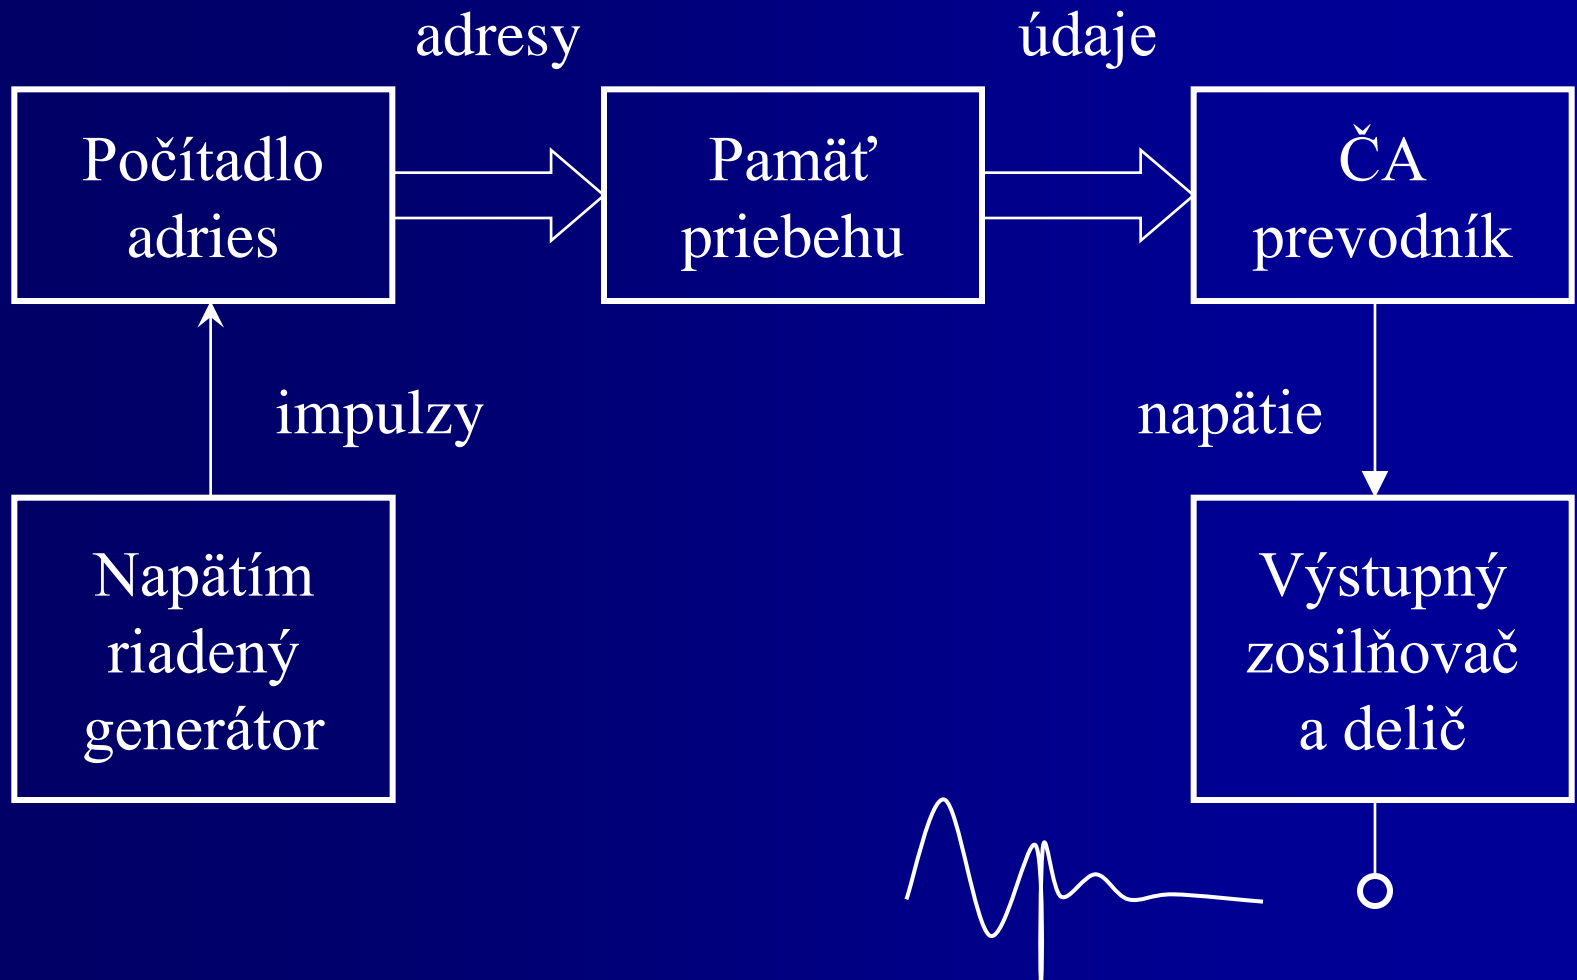 adresy
údaje
Počítadlo
adries
Pamäť
priebehu
ČA
prevodník
impulzy
napätie
Napätím
riadený
generátor
Výstupný
zosilňovač
a delič